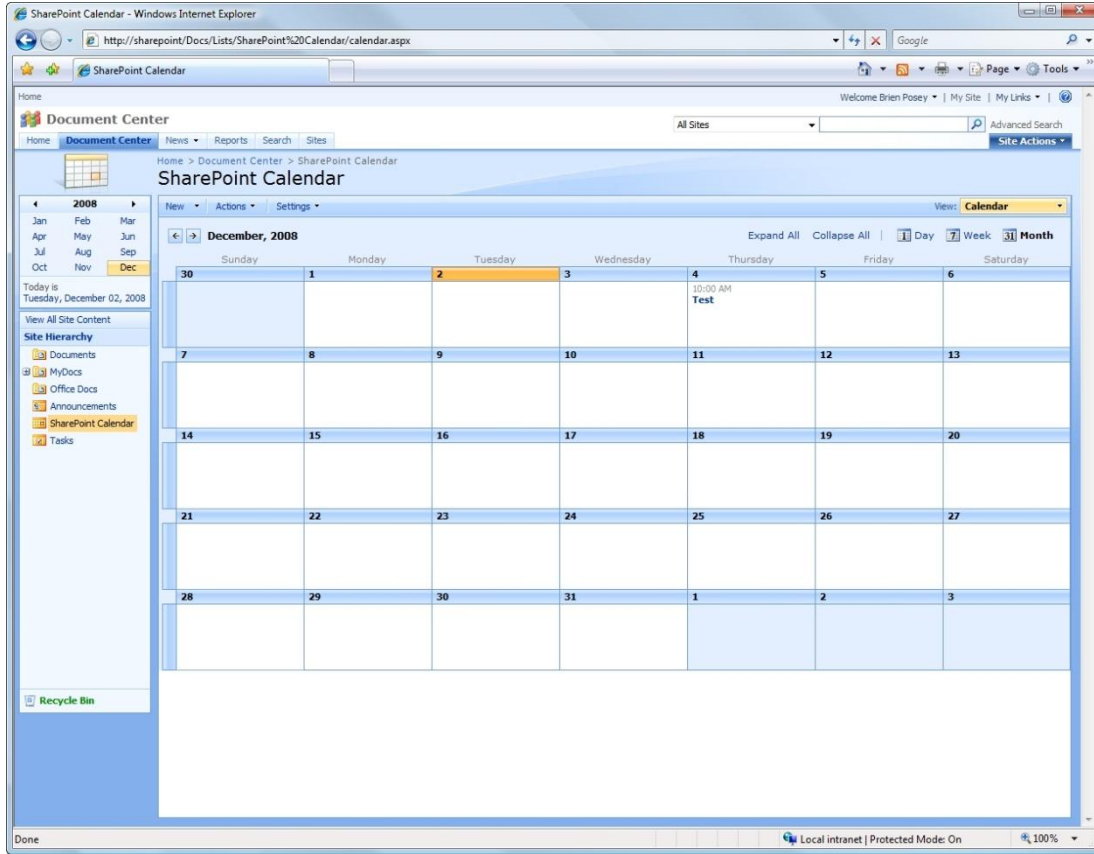 SharePoint Calendar - Windows Internet Explorer
http://sharepoint/Docs/Lists/SharePoint%20Calendar/calendar.aspx
Google
SharePoint Calendar
Page Tools
Home
Welcome Brien Posey | My Site | My Links |
Document Center
All Sites
Advanced Search
Home Document Center News Reports Search Sites
Site Actions
Home > Document Center > SharePoint Calendar
SharePoint Calendar
2008
Jan Feb Mar
Apr May Jun
Jul Aug Sep
Oct Nov Dec
Today is
Tuesday, December 02, 2008
View All Site Content
Site Hierarchy
Documents
MyDocs
Office Docs
Announcements
SharePoint Calendar
Tasks
Recycle Bin
New Actions Settings
View: Calendar
December, 2008
Expand All Collapse All | 1 Day 7 Week 31 Month
Sunday Monday Tuesday Wednesday Thursday Friday Saturday
30 1 2 3 4 5 6
10:00 AM
Test
7 8 9 10 11 12 13
14 15 16 17 18 19 20
21 22 23 24 25 26 27
28 29 30 31 1 2 3
Done
Local intranet | Protected Mode: On
100%